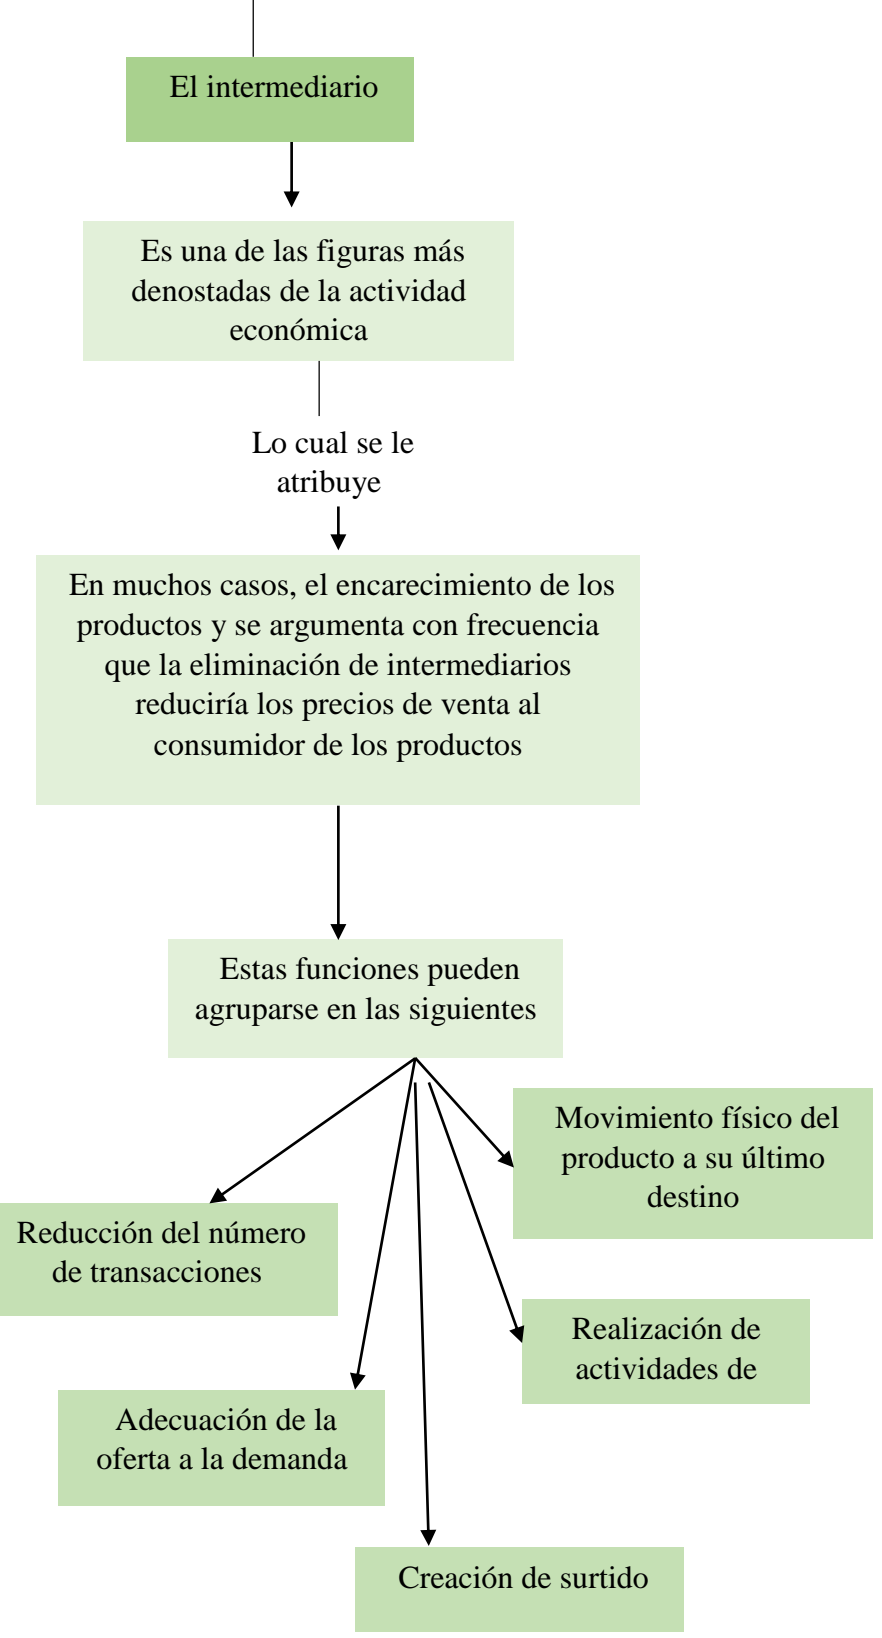 El intermediario
Es una de las figuras más
denostadas de la actividad
económica
Lo cual se le
atribuye
En muchos casos, el encarecimiento de los
productos y se argumenta con frecuencia
que la eliminación de intermediarios
reduciría los precios de venta al
consumidor de los productos
Estas funciones pueden
agruparse en las siguientes
Movimiento físico del
producto a su último
destino
Reducción del número
de transacciones
Realización de
actividades de
Adecuación de la
oferta a la demanda
Creación de surtido